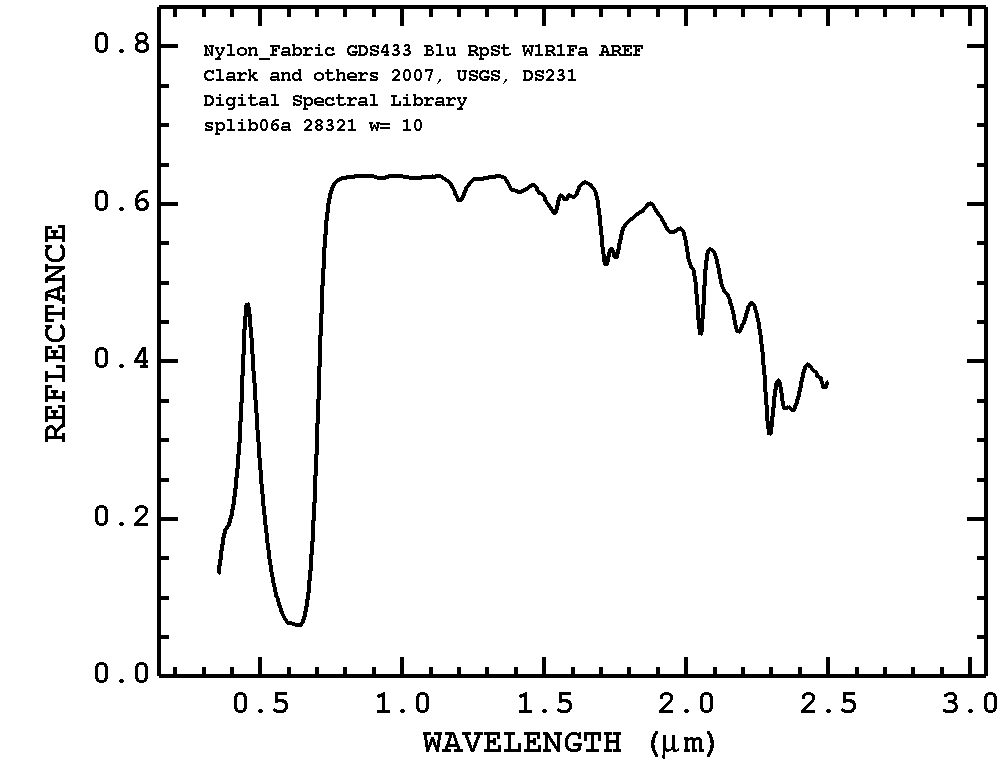 Nylon_Fabric GDS433 Blu RpSt W1R1Fa AREF
Clark and others 2007, USGS, DS231
Digital Spectral Library
splib06a 28321 w= 10
0.8
0.6
0.4
0.2
0.0
REFLECTANCE
0.5 1.0 1.5 2.0 2.5 3.0
WAVELENGTH (µm)